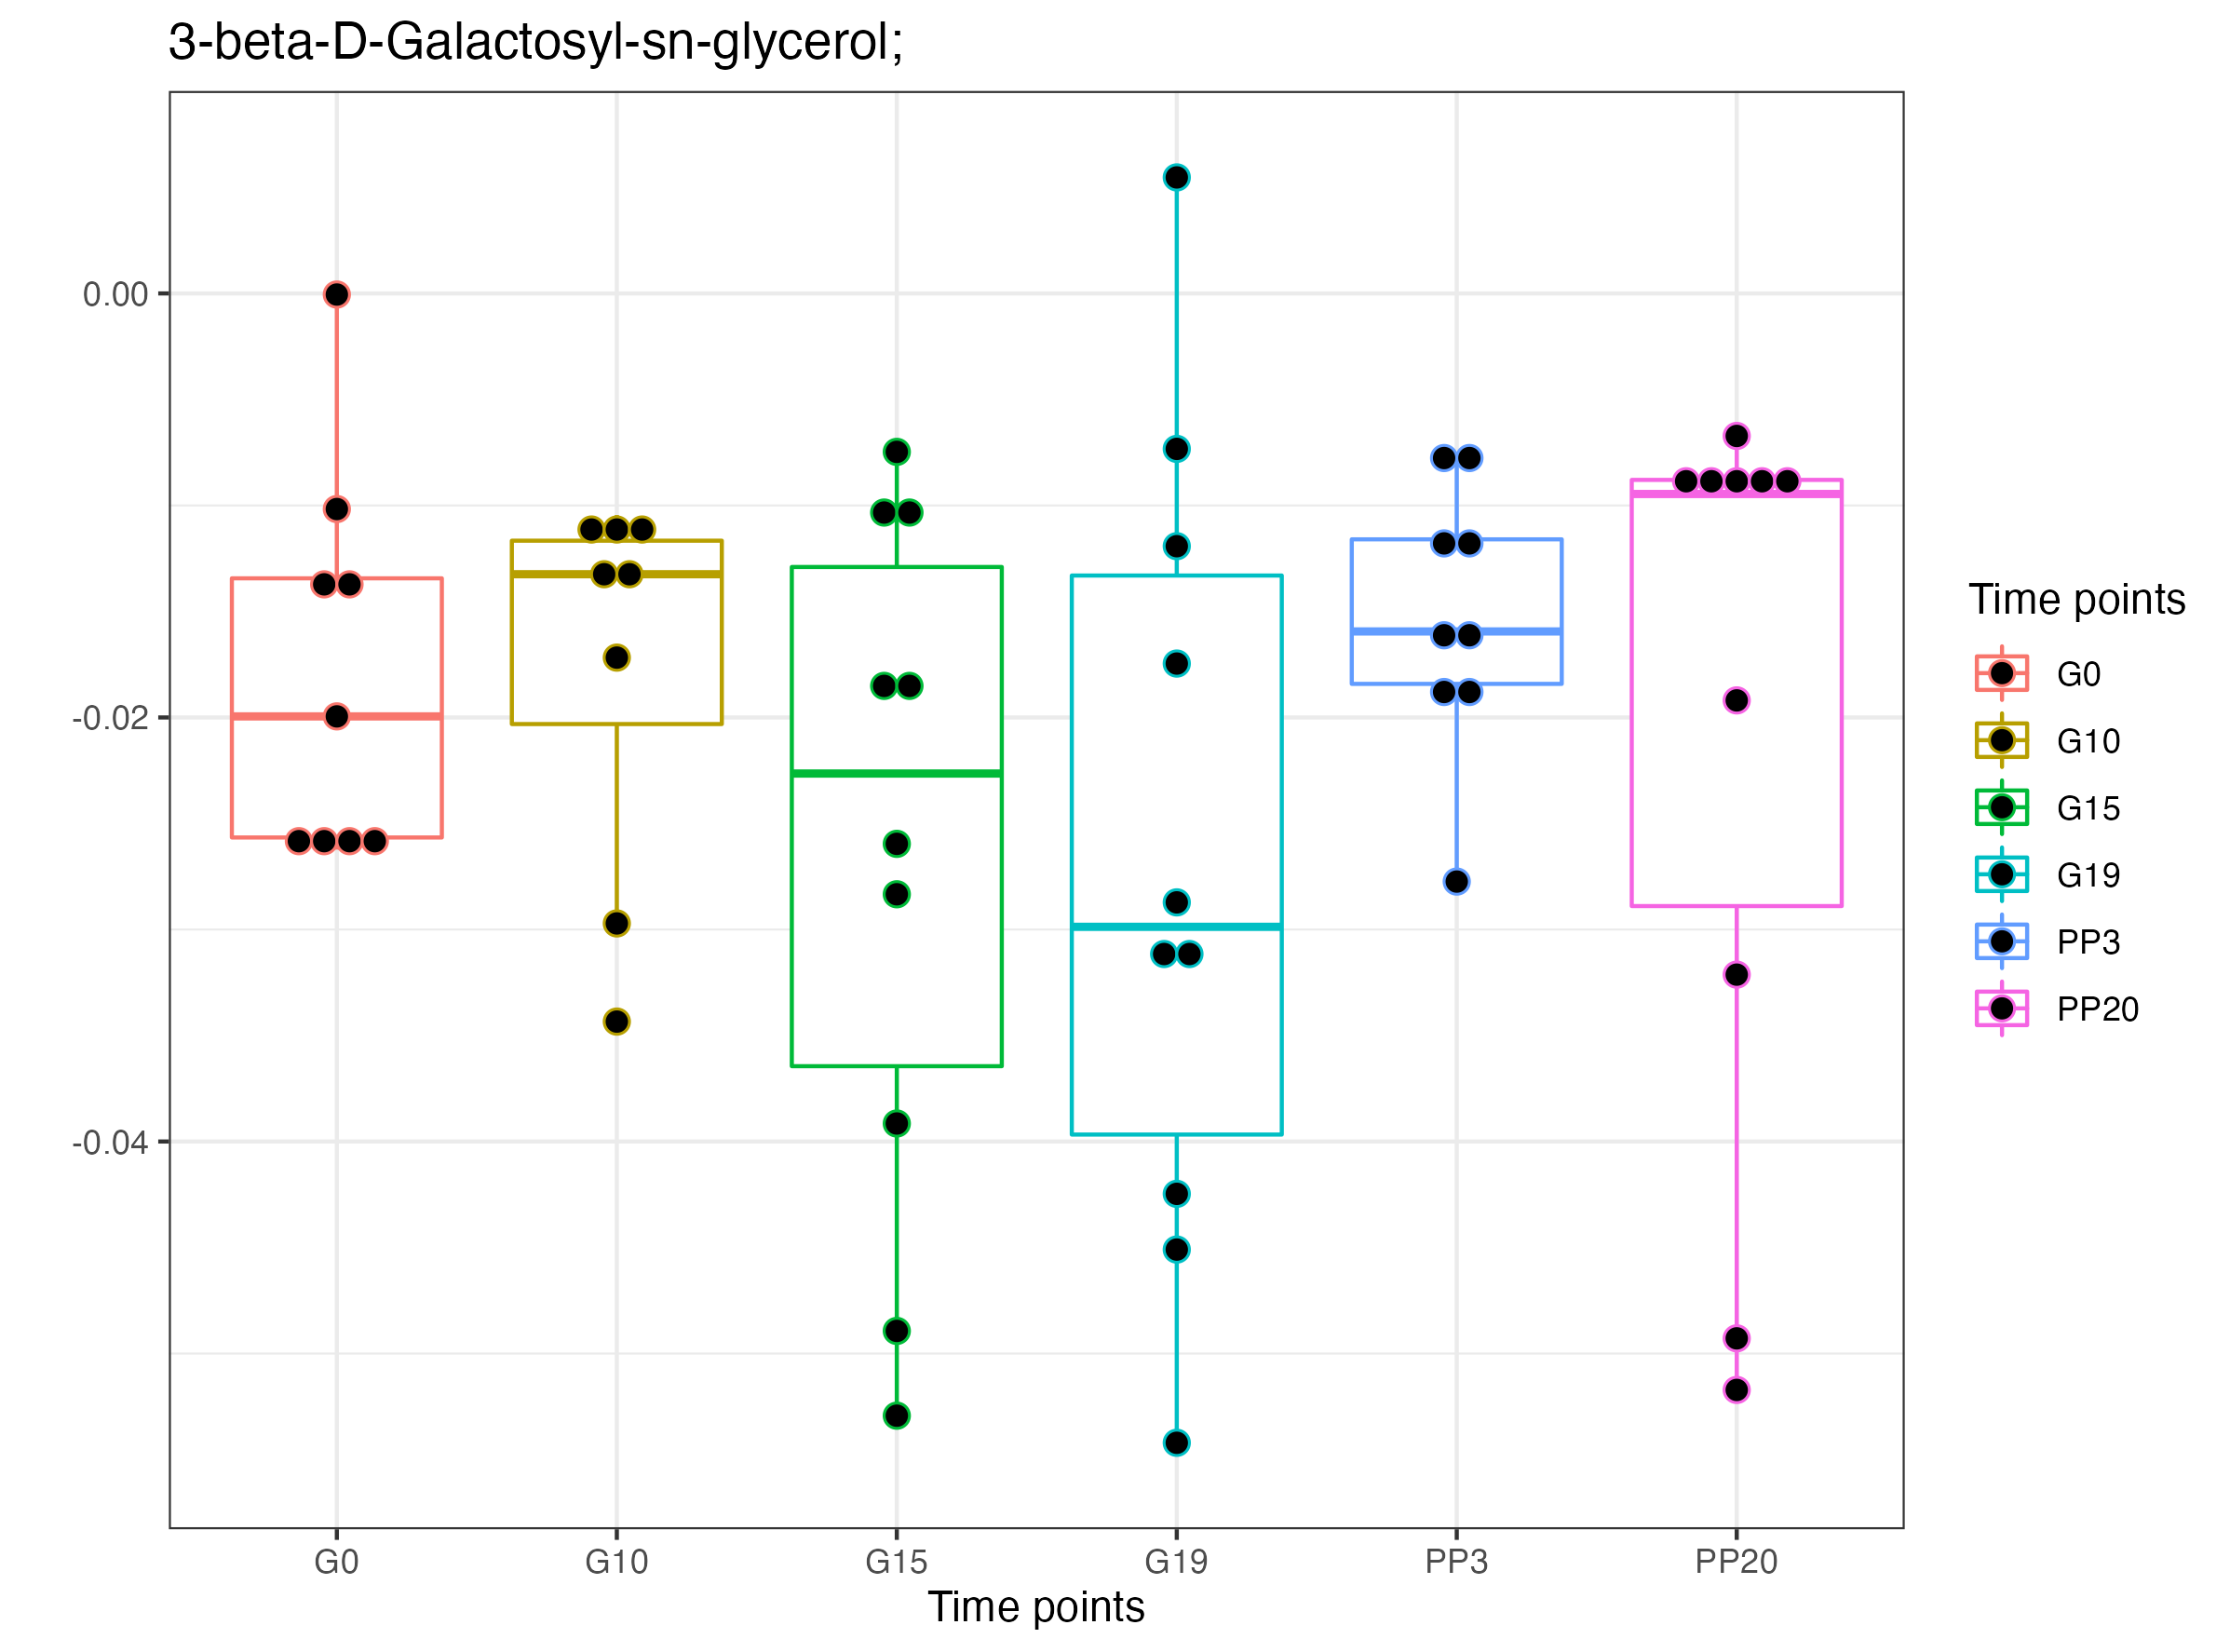 3-beta-D-Galactosyl-sn-glycerol;
0.00
-0.02
-0.04
G0 G10 G15 G19 PP3 PP20
Time points
Time points
G0
G10
G15
G19
PP3
PP20